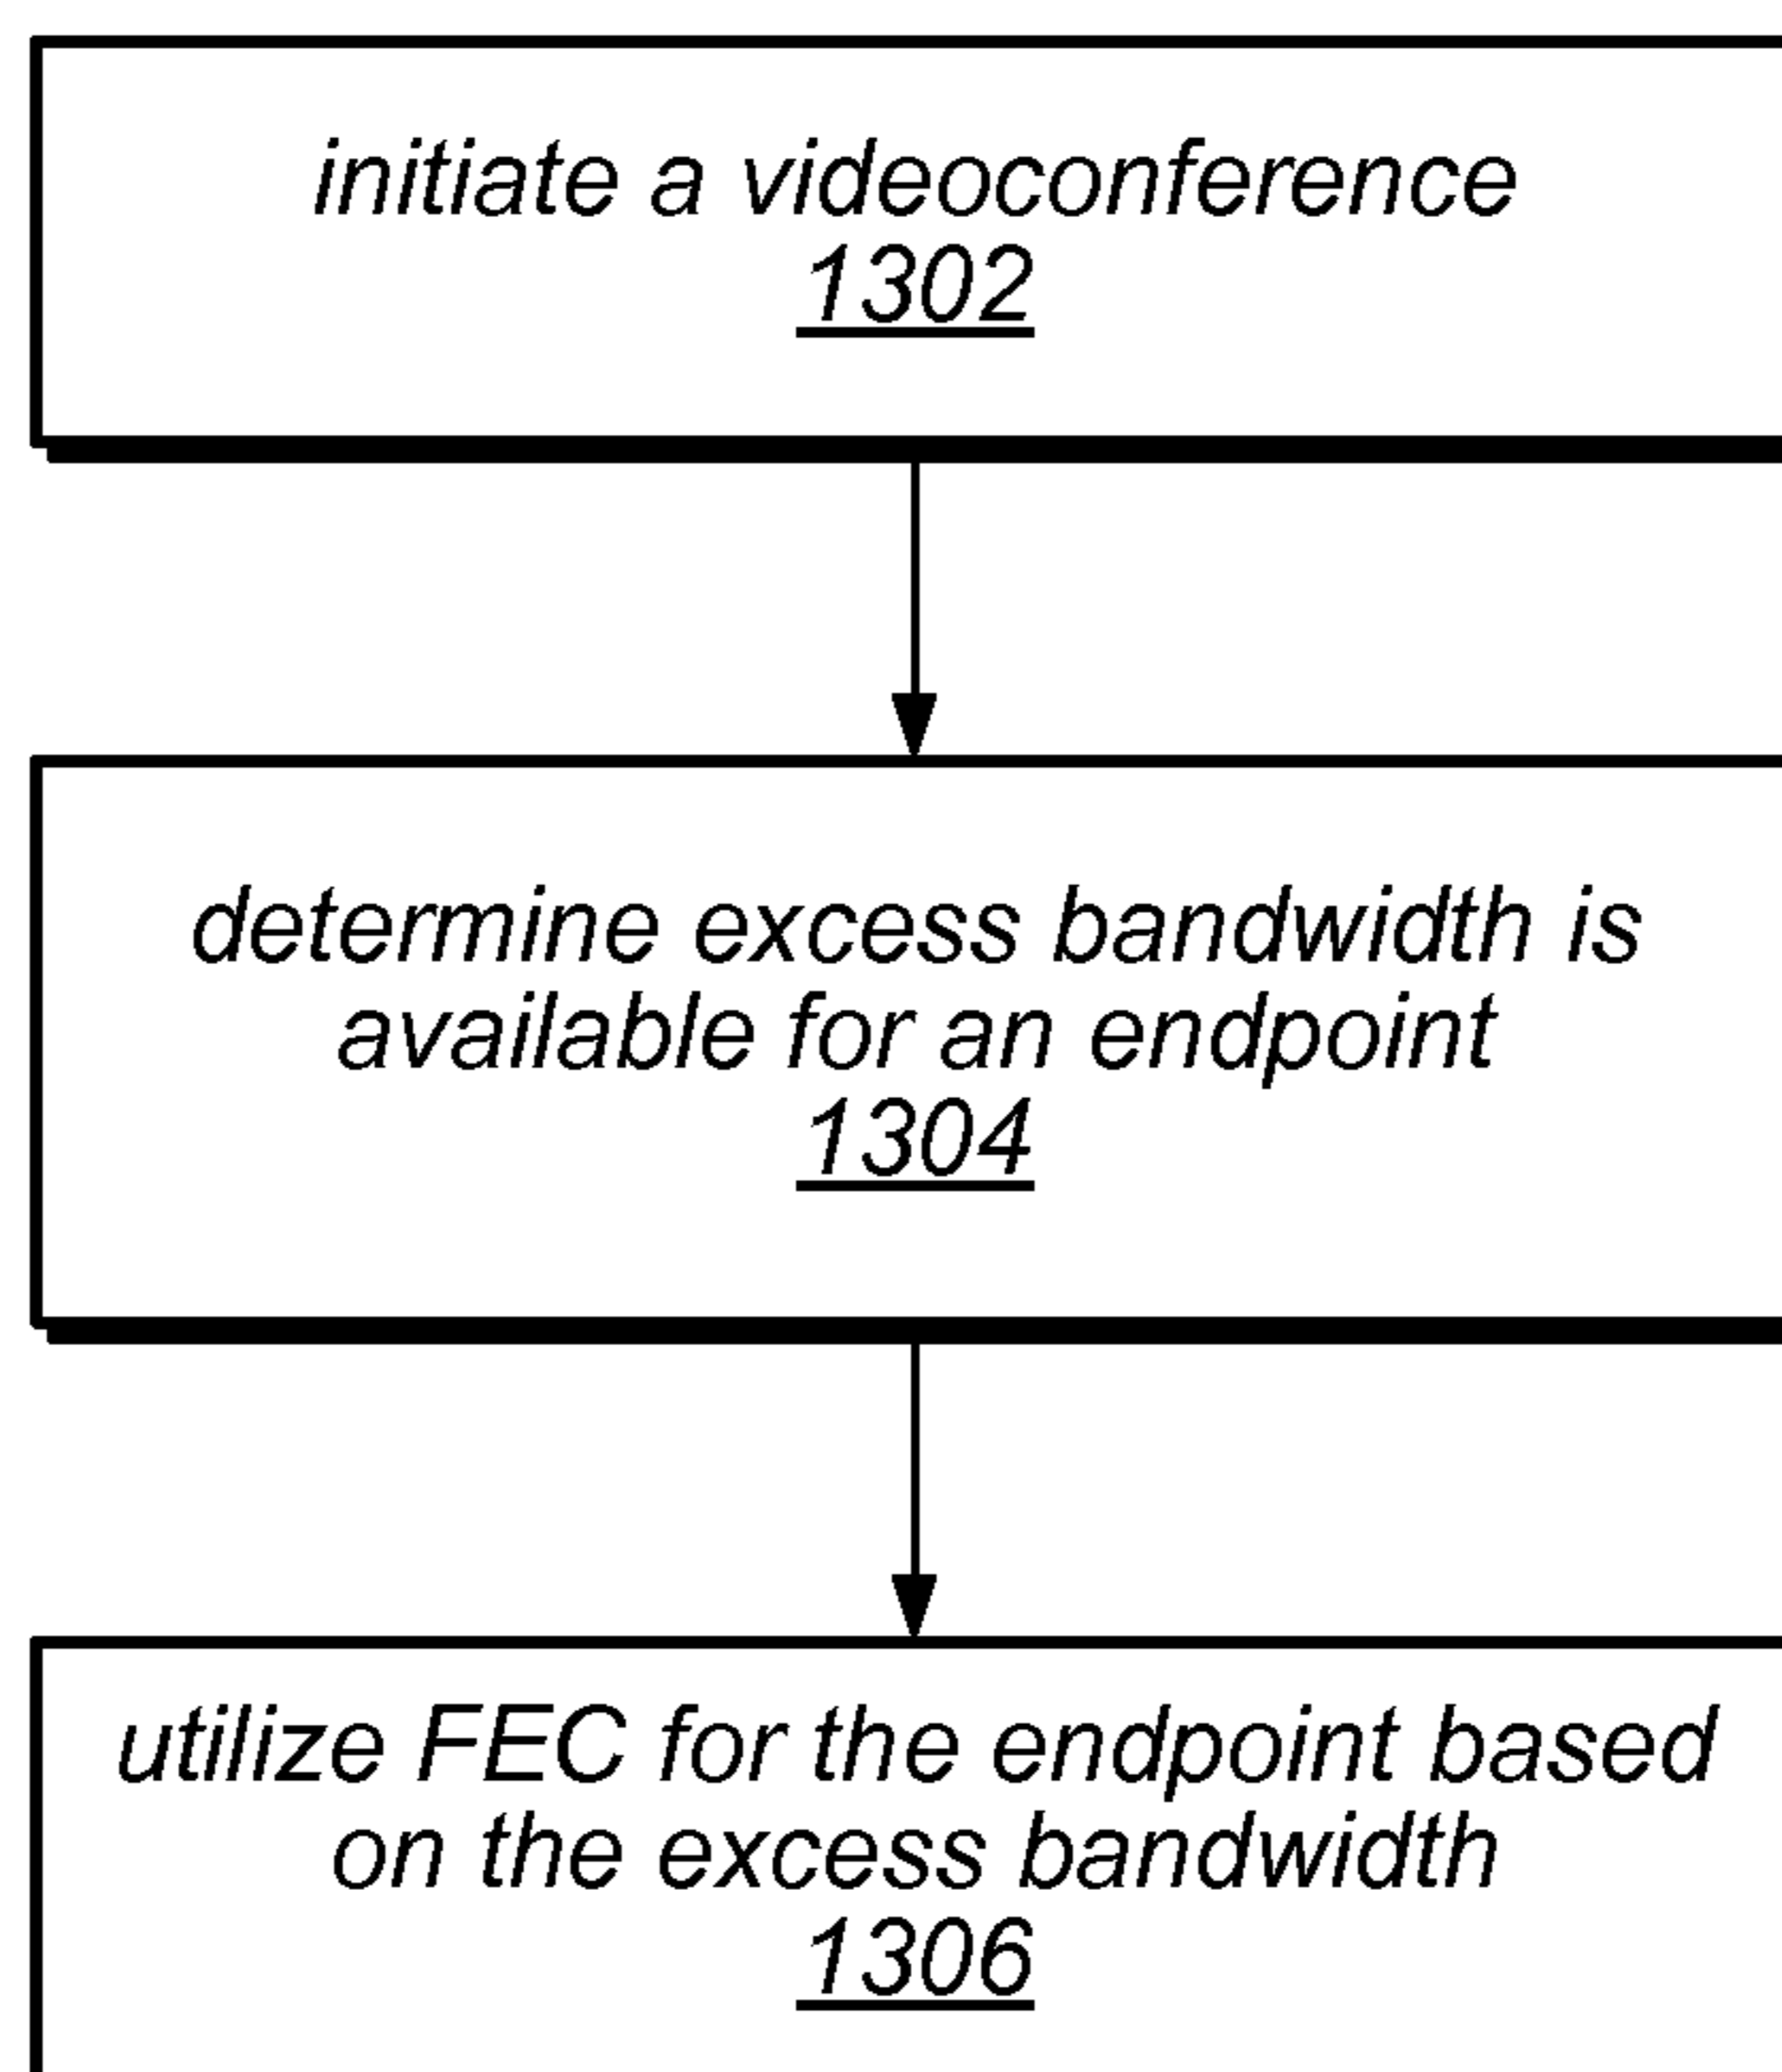 initiate a videoconference
1302
determine excess bandwidth is
available for an endpoint
1304
utilize FEC for the endpoint based
on the excess bandwidth
1306